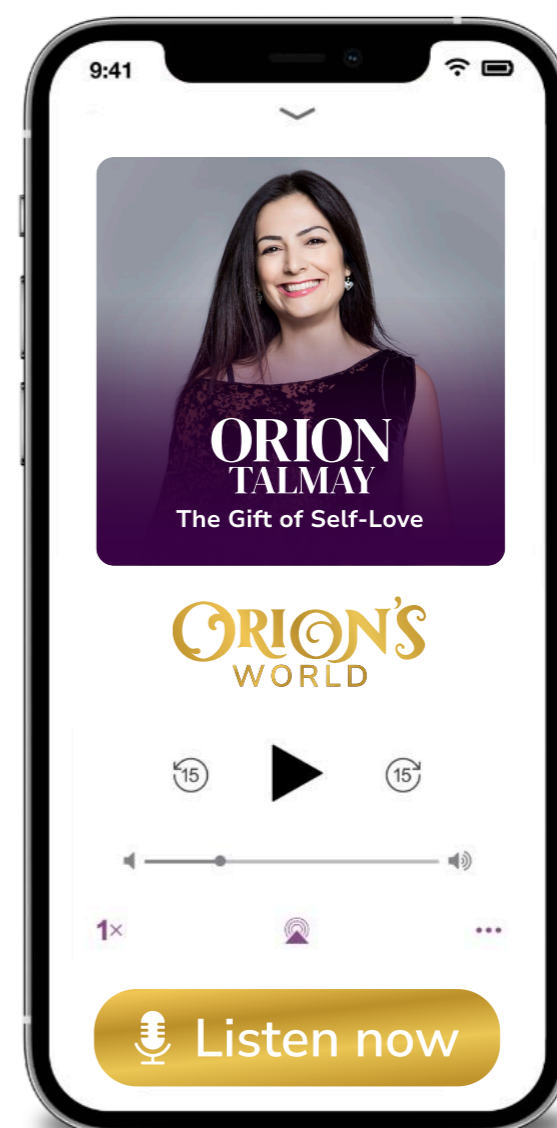 9:41
ORION
TALMAY
The Gift of Self-Love
ORION'S
WORLD
15 15
1×
Listen now